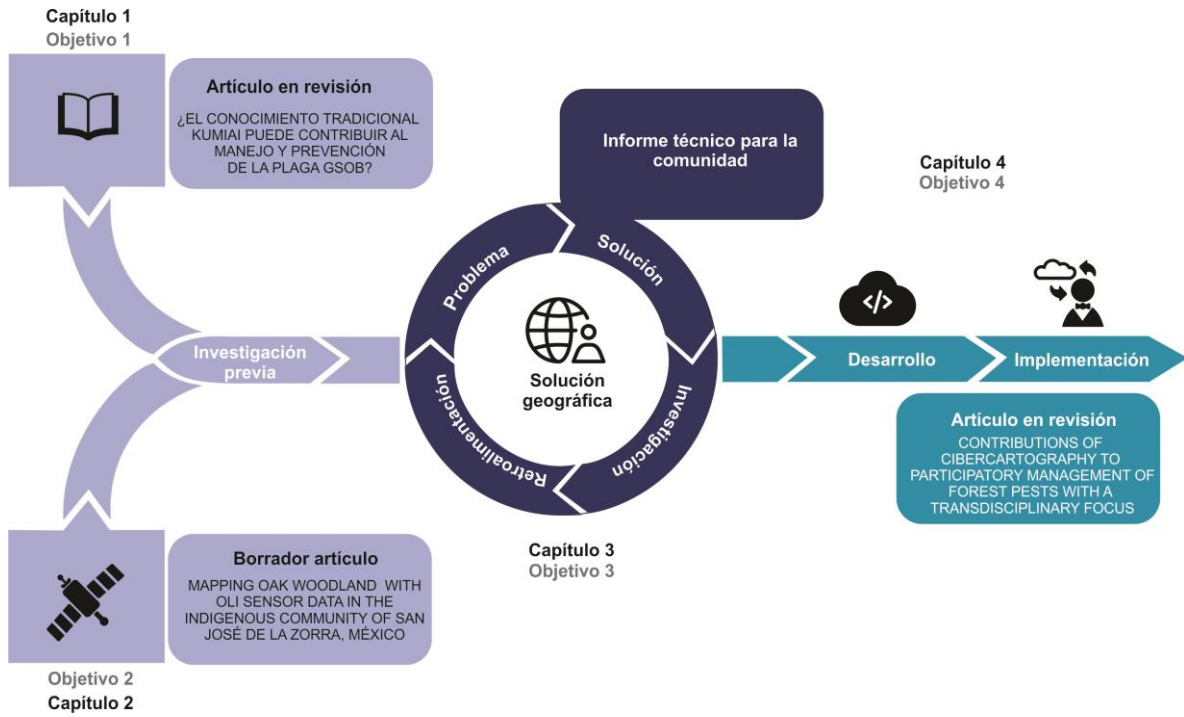 Capítulo 1
Objetivo 1
Artículo en revisión
¿EL CONOCIMIENTO TRADICIONAL
KUMIAI PUEDE CONTRIBUIR AL
MANEJO Y PREVENCIÓN
DE LA PLAGA GSOB?
Informe técnico para la
comunidad
Capítulo 4
Objetivo 4
Problema
Solución
Investigación
Retroalimentación
Solución
geográfica
Investigación
previa
</>
Desarrollo
Implementación
Artículo en revisión
CONTRIBUTIONS OF
CIBERCARTOGRAPHY TO
PARTICIPATORY MANAGEMENT OF
FOREST PESTS WITH A
TRANSDISCIPLINARY FOCUS
Capítulo 3
Objetivo 3
Borrador artículo
MAPPING OAK WOODLAND WITH
OLI SENSOR DATA IN THE
INDIGENOUS COMMUNITY OF SAN
JOSÉ DE LA ZORRA, MÉXICO
Objetivo 2
Capítulo 2